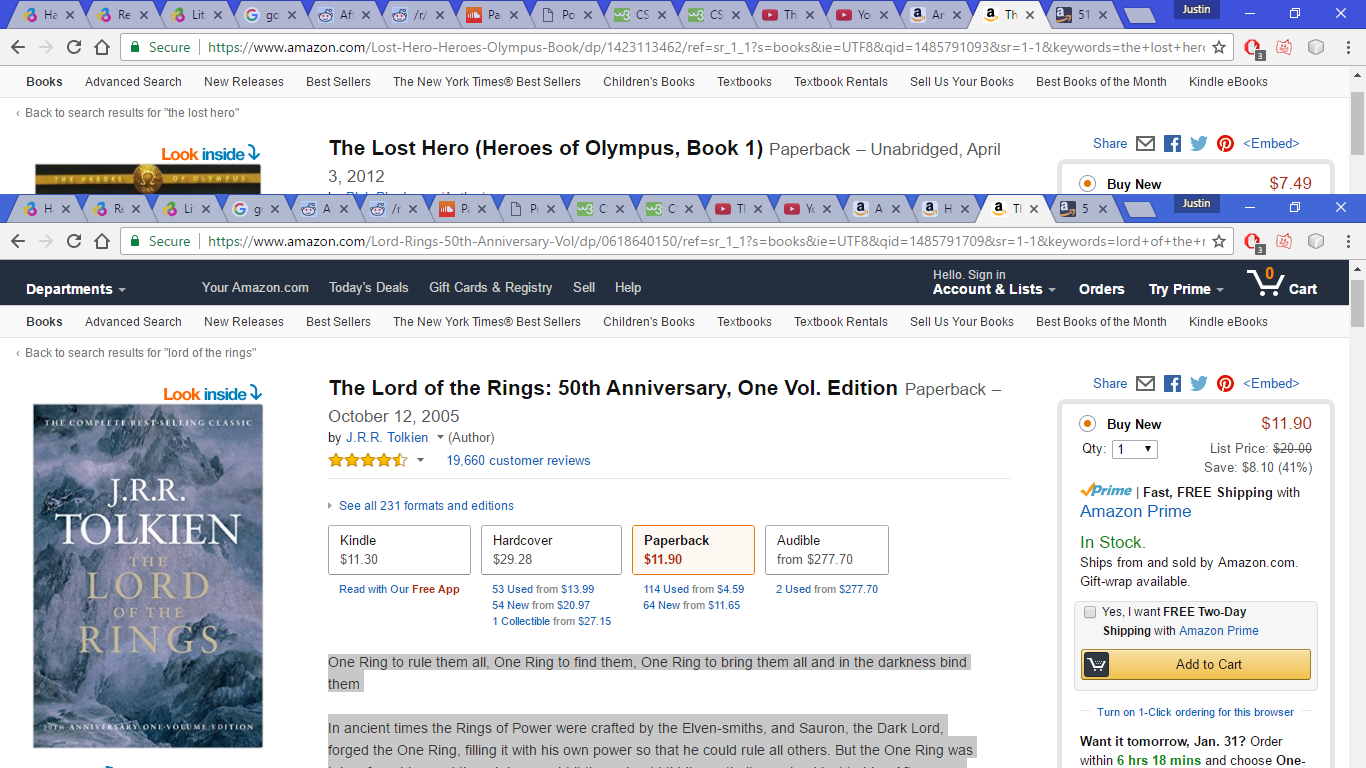 Ha Re Lit gc Aft /r/ Pa Po CS CS Th Yo Ar Th 51 Justin
Secure https://www.amazon.com/Lost-Hero-Heroes-Olympus-Book/dp/1423113462/ref=sr_1_1?s=books&ie=UTF8&qid=1485791093&sr=1-1&keywords=the+lost+hero 3
Books Advanced Search New Releases Best Sellers The New York Times® Best Sellers Children's Books Textbooks Textbook Rentals Sell Us Your Books Best Books of the Month Kindle eBooks
‹ Back to search results for "the lost hero"
Look inside
THE HEROES OF OLYMPUS
ONE
The Lost Hero (Heroes of Olympus, Book 1) Paperback – Unabridged, April
3, 2012
Share <Embed>
Buy New $7.49
H Re Li g A /r P Po C C Tl Yo A H Tl 5 Justin
Secure https://www.amazon.com/Lord-Rings-50th-Anniversary-Vol/dp/0618640150/ref=sr_1_1?s=books&ie=UTF8&qid=1485791709&sr=1-1&keywords=lord+of+the+r 3
Departments Your Amazon.com Today's Deals Gift Cards & Registry Sell Help
Hello. Sign in
Account & Lists Orders Try Prime 0 Cart
Books Advanced Search New Releases Best Sellers The New York Times® Best Sellers Children's Books Textbooks Textbook Rentals Sell Us Your Books Best Books of the Month Kindle eBooks
‹ Back to search results for "lord of the rings"
Look inside
THE COMPLETE BEST-SELLING CLASSIC
J.R.R.
TOLKIEN
THE
LORD
OF THE
RINGS
50TH ANNIVERSARY ONE-VOLUME EDITION
The Lord of the Rings: 50th Anniversary, One Vol. Edition Paperback –
October 12, 2005
by J.R.R. Tolkien (Author)
19,660 customer reviews
See all 231 formats and editions
Kindle
$11.30
Read with Our Free App
Hardcover
$29.28
53 Used from $13.99
54 New from $20.97
1 Collectible from $27.15
Paperback
$11.90
114 Used from $4.59
64 New from $11.65
Audible
from $277.70
2 Used from $277.70
One Ring to rule them all, One Ring to find them, One Ring to bring them all and in the darkness bind
them
In ancient times the Rings of Power were crafted by the Elven-smiths, and Sauron, the Dark Lord,
forged the One Ring, filling it with his own power so that he could rule all others. But the One Ring was
Share <Embed>
Buy New $11.90
Qty: 1 List Price: $20.00
Save: $8.10 (41%)
Prime | Fast, FREE Shipping with
Amazon Prime
In Stock.
Ships from and sold by Amazon.com.
Gift-wrap available.
Yes, I want FREE Two-Day
Shipping with Amazon Prime
Add to Cart
Turn on 1-Click ordering for this browser
Want it tomorrow, Jan. 31? Order
within 6 hrs 18 mins and choose One-